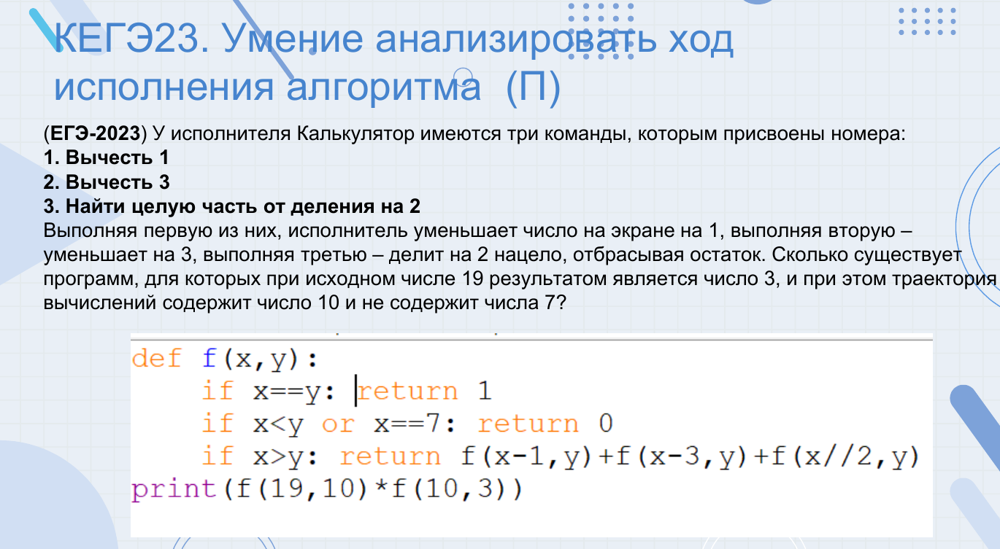 КЕГЭ23. Умение анализировать ход
исполнения алгоритма (П)
(ЕГЭ-2023) У исполнителя Калькулятор имеются три команды, которым присвоены номера:
1. Вычесть 1
2. Вычесть 3
3. Найти целую часть от деления на 2
Выполняя первую из них, исполнитель уменьшает число на экране на 1, выполняя вторую –
уменьшает на 3, выполняя третью – делит на 2 нацело, отбрасывая остаток. Сколько существует
программ, для которых при исходном числе 19 результатом является число 3, и при этом траектория
вычислений содержит число 10 и не содержит числа 7?
def f(x,y):
    if x==y: return 1
    if x<y or x==7: return 0
    if x>y: return f(x-1,y)+f(x-3,y)+f(x//2,y)
print(f(19,10)*f(10,3))